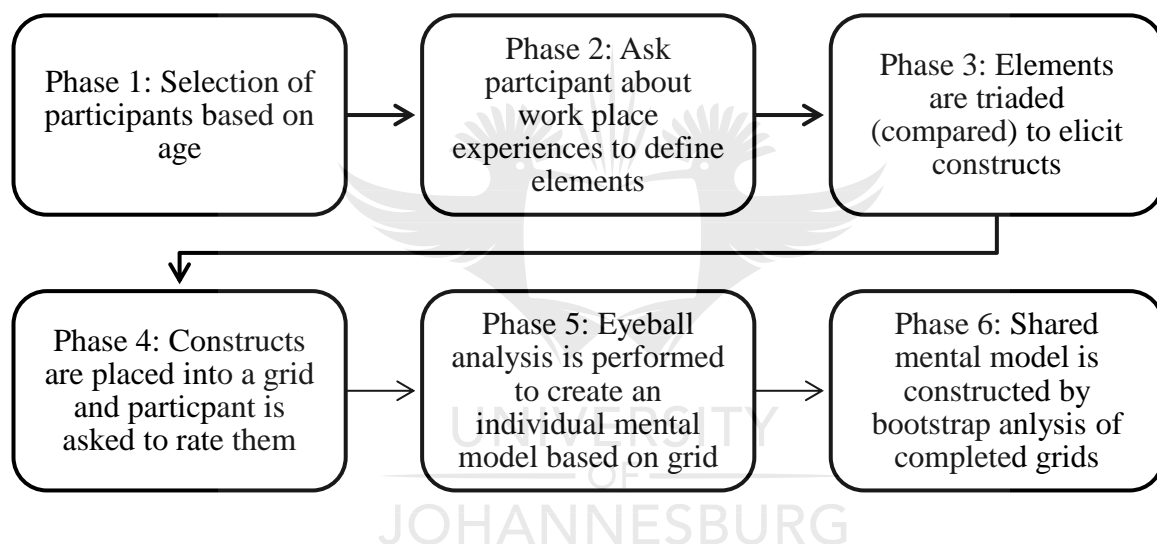 Phase 1: Selection of
participants based on
age
Phase 2: Ask
partcipant about
work place
experiences to define
elements
Phase 3: Elements
are triaded
(compared) to elicit
constructs
Phase 4: Constructs
are placed into a grid
and particpant is
asked to rate them
Phase 5: Eyeball
analysis is performed
to create an
individual mental
model based on grid
Phase 6: Shared
mental model is
constructed by
bootstrap anlysis of
completed grids
UNIVERSITY
OF
JOHANNESBURG